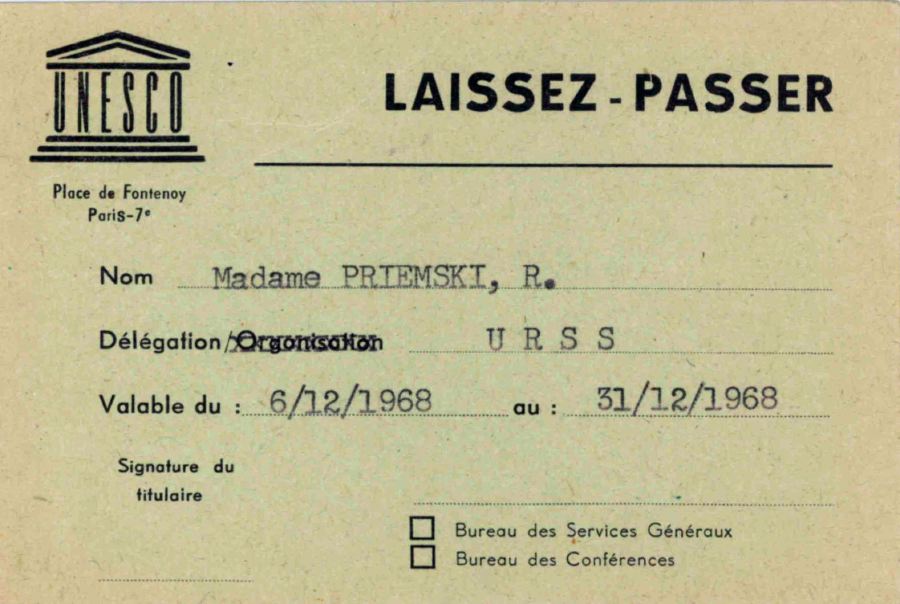 UNESCO
LAISSEZ-PASSER
Place de Fontenoy
Paris-7e
Nom Madame PRIEMSKI, R.
Délégation/Organisation U R S S
Valable du : 6/12/1968 au : 31/12/1968
Signature du
titulaire
Bureau des Services Généraux
Bureau des Conférences